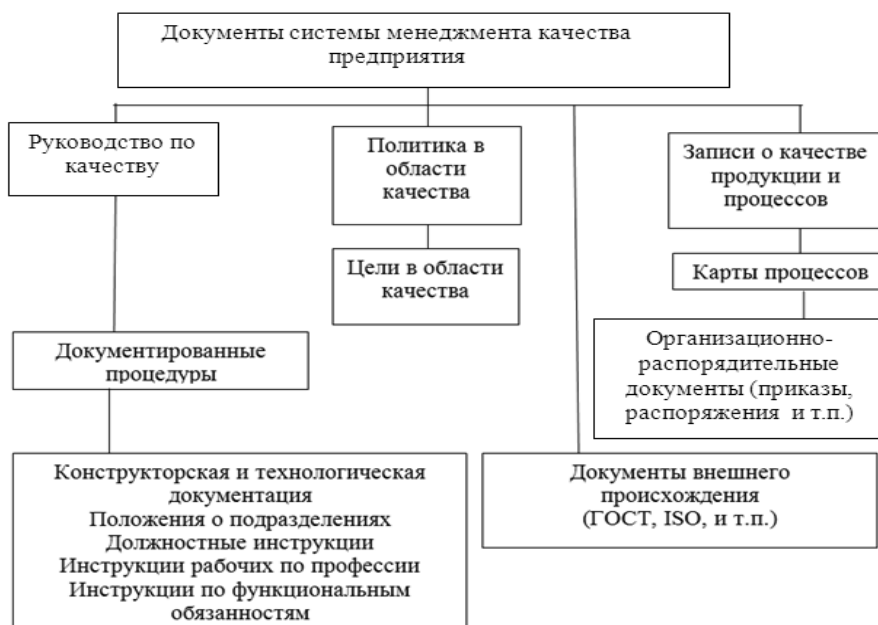 Документы системы менеджмента качества
предприятия
Руководство по
качеству
Политика в
области
качества
Записи о качестве
продукции и
процессов
Цели в области
качества
Карты процессов
Документированные
процедуры
Организационно-
распорядительные
документы (приказы,
распоряжения и т.п.)
Конструкторская и технологическая
документация
Положения о подразделениях
Должностные инструкции
Инструкции рабочих по профессии
Инструкции по функциональным
обязанностям
Документы внешнего
происхождения
(ГОСТ, ISO, и т.п.)